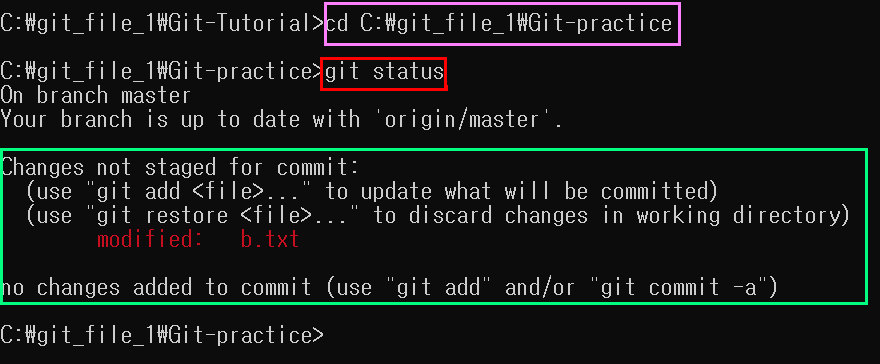 C:₩git_file_1₩Git-Tutorial>cd C:₩git_file_1₩Git-practice
C:₩git_file_1₩Git-practice>git status
On branch master
Your branch is up to date with 'origin/master'.
Changes not staged for commit:
(use "git add <file>..." to update what will be committed)
(use "git restore <file>..." to discard changes in working directory)
modified: b.txt
no changes added to commit (use "git add" and/or "git commit -a")
C:₩git_file_1₩Git-practice>